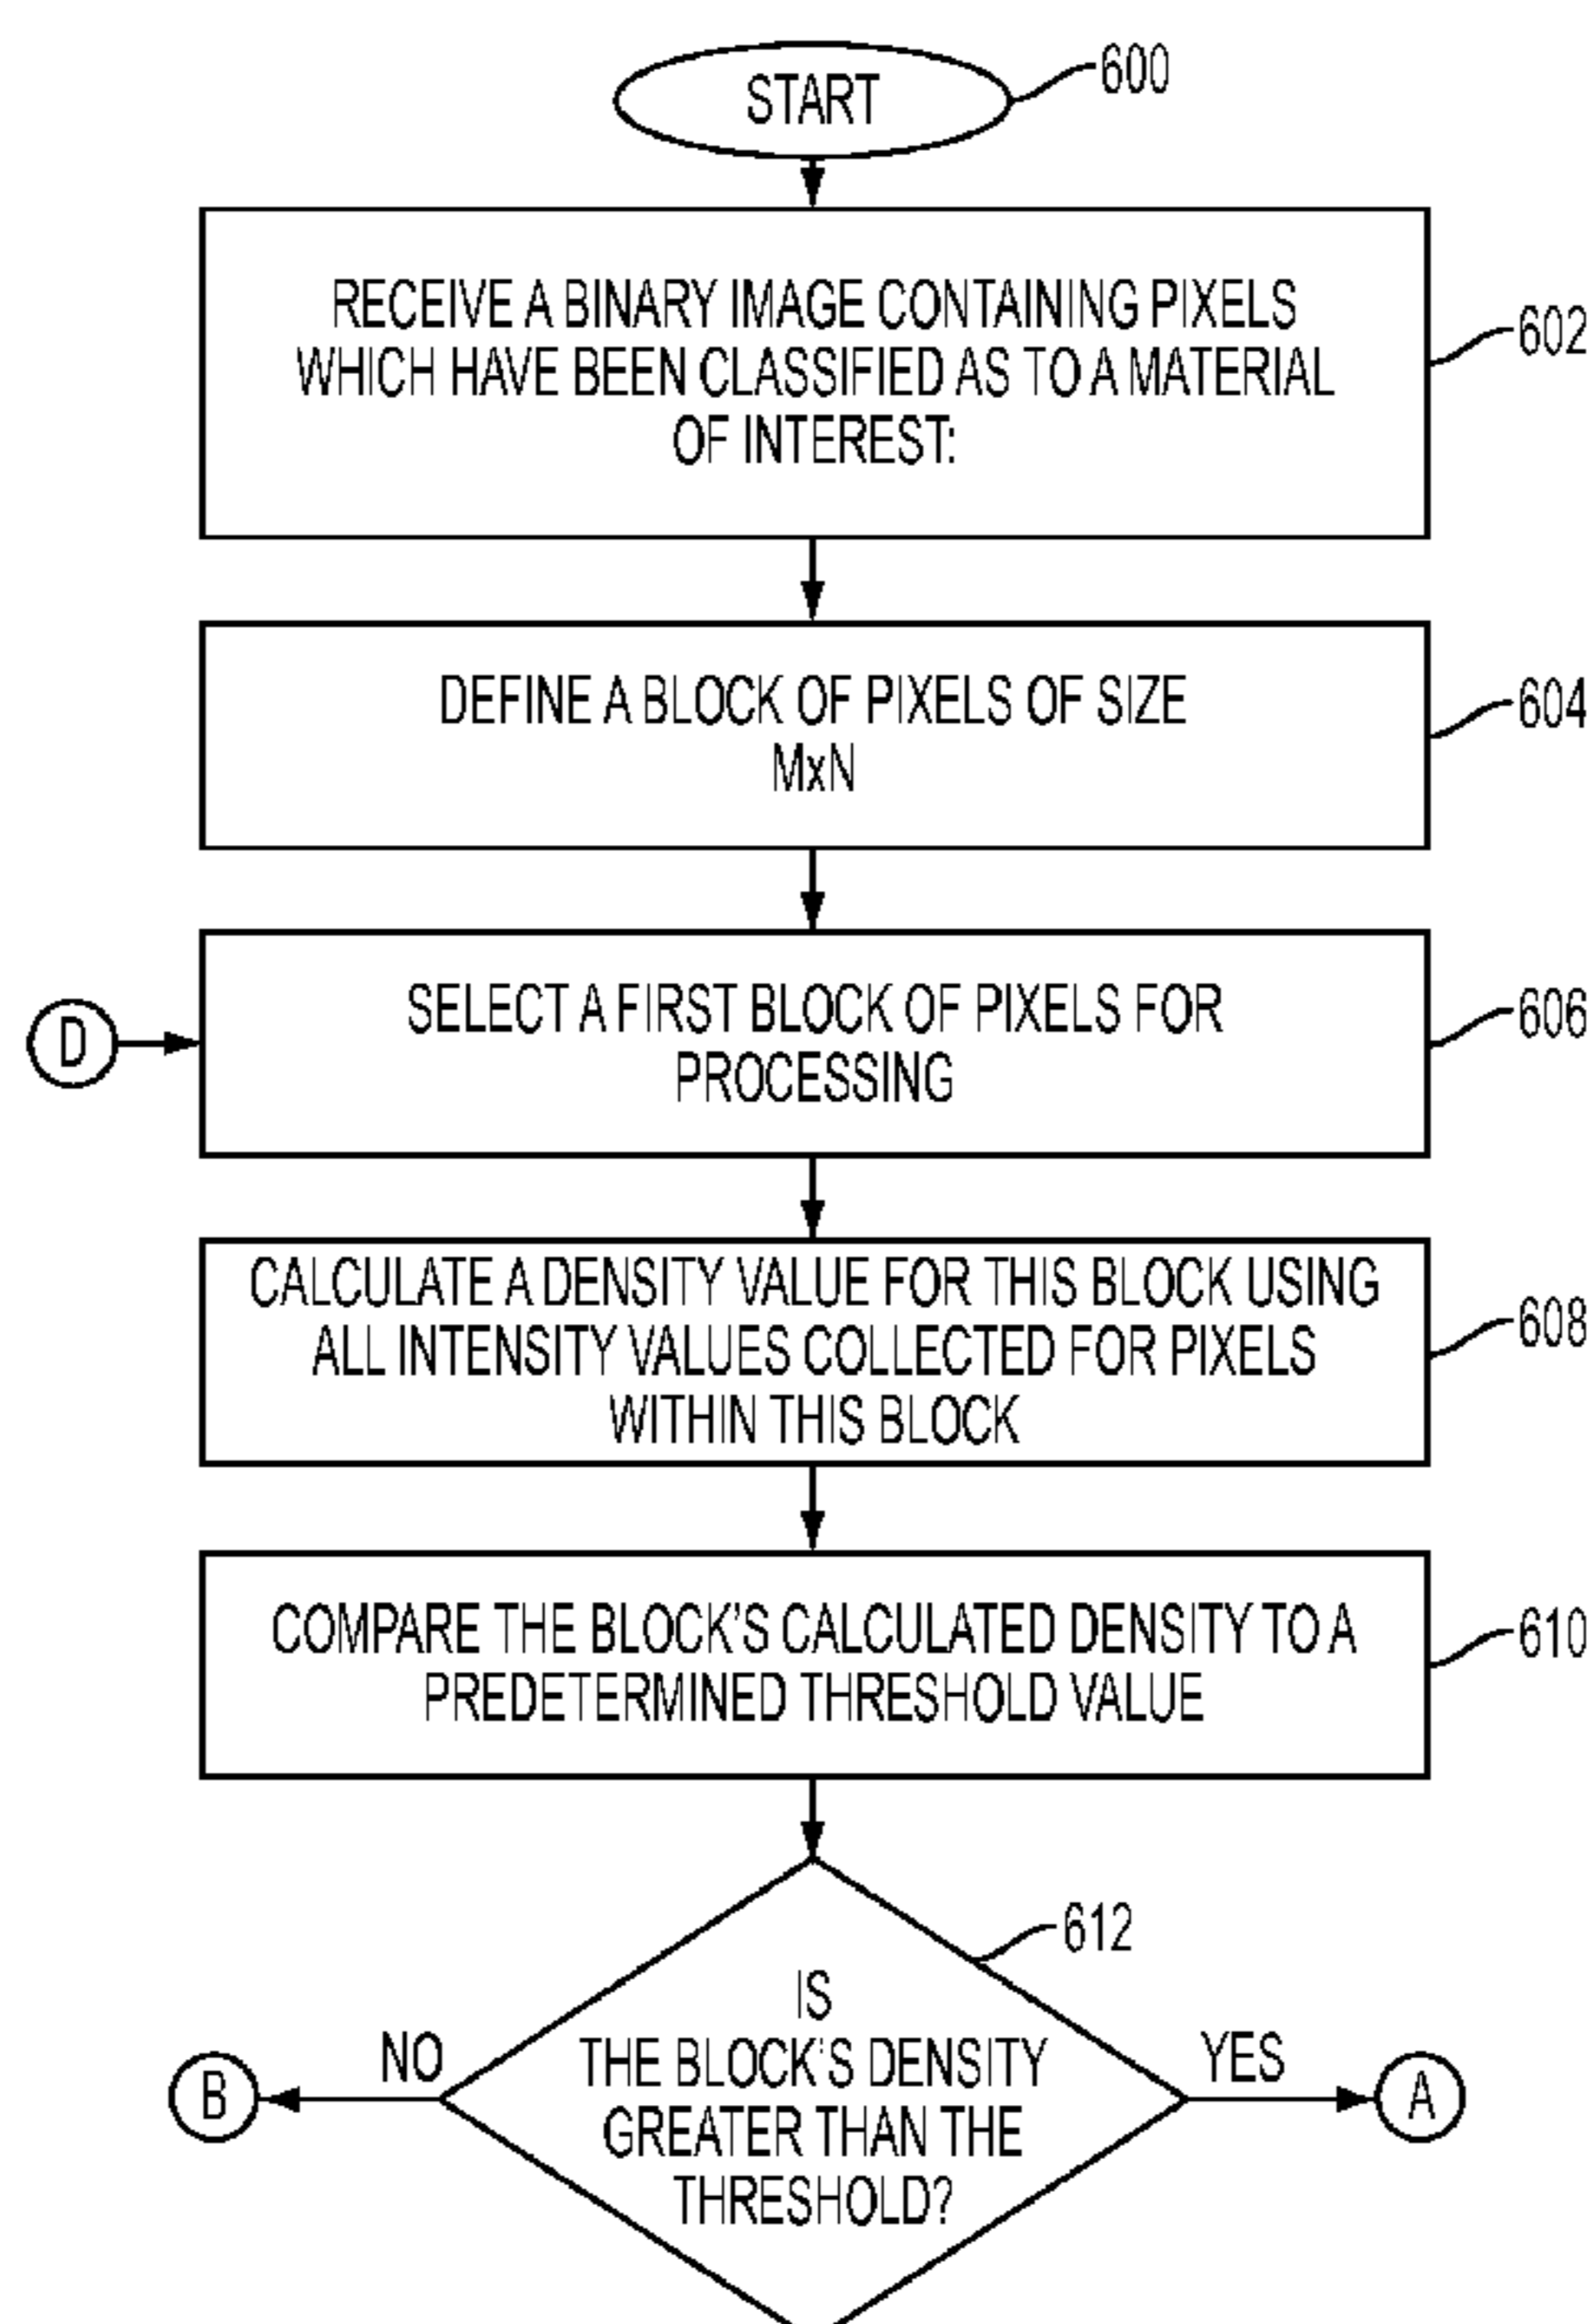 START
600
RECEIVE A BINARY IMAGE CONTAINING PIXELS
WHICH HAVE BEEN CLASSIFIED AS TO A MATERIAL
OF INTEREST:
602
DEFINE A BLOCK OF PIXELS OF SIZE
MxN
604
D
SELECT A FIRST BLOCK OF PIXELS FOR
PROCESSING
606
CALCULATE A DENSITY VALUE FOR THIS BLOCK USING
ALL INTENSITY VALUES COLLECTED FOR PIXELS
WITHIN THIS BLOCK
608
COMPARE THE BLOCK'S CALCULATED DENSITY TO A
PREDETERMINED THRESHOLD VALUE
610
612
IS
THE BLOCK'S DENSITY
GREATER THAN THE
THRESHOLD?
NO
B
YES
A